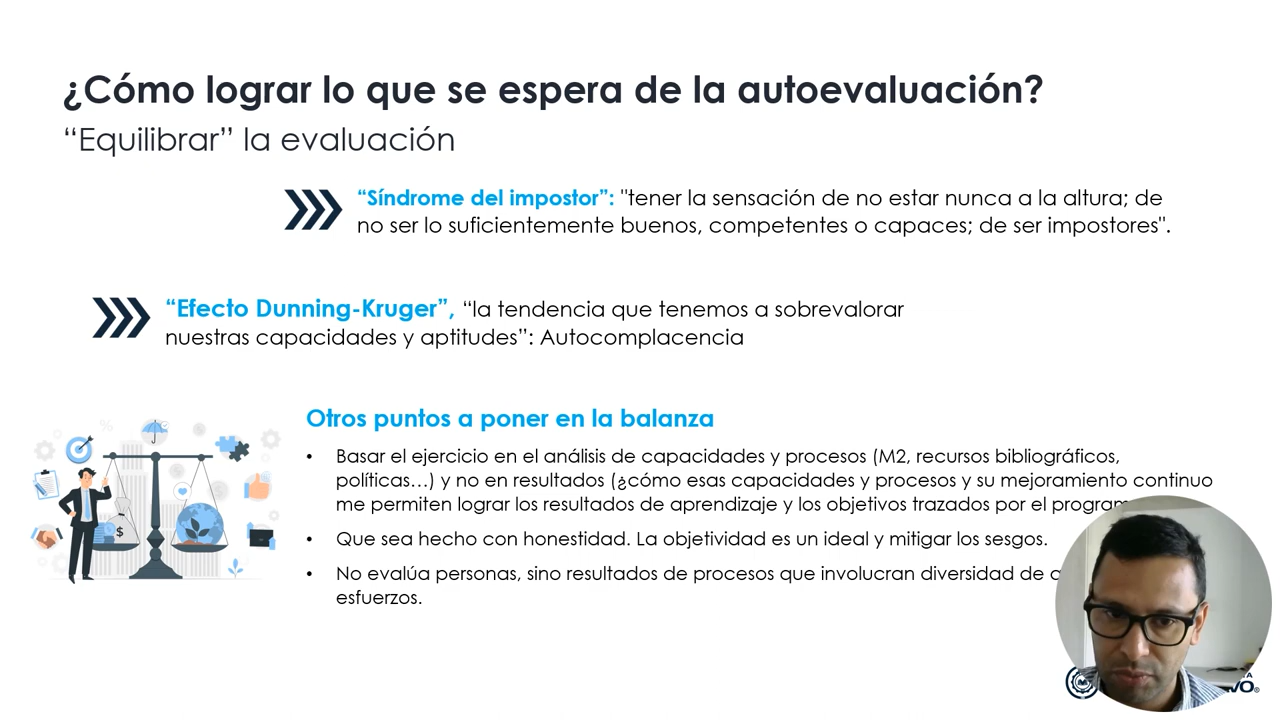 ¿Cómo lograr lo que se espera de la autoevaluación?
“Equilibrar” la evaluación
“Síndrome del impostor”: "tener la sensación de no estar nunca a la altura; de
no ser lo suficientemente buenos, competentes o capaces; de ser impostores".
“Efecto Dunning-Kruger”, “la tendencia que tenemos a sobrevalorar
nuestras capacidades y aptitudes”: Autocomplacencia
Otros puntos a poner en la balanza
• Basar el ejercicio en el análisis de capacidades y procesos (M2, recursos bibliográficos,
políticas…) y no en resultados (¿cómo esas capacidades y procesos y su mejoramiento continuo
me permiten lograr los resultados de aprendizaje y los objetivos trazados por el
• Que sea hecho con honestidad. La objetividad es un ideal y mitigar los sesgos.
• No evalúa personas, sino resultados de procesos que involucran diversidad de
esfuerzos.
%
$